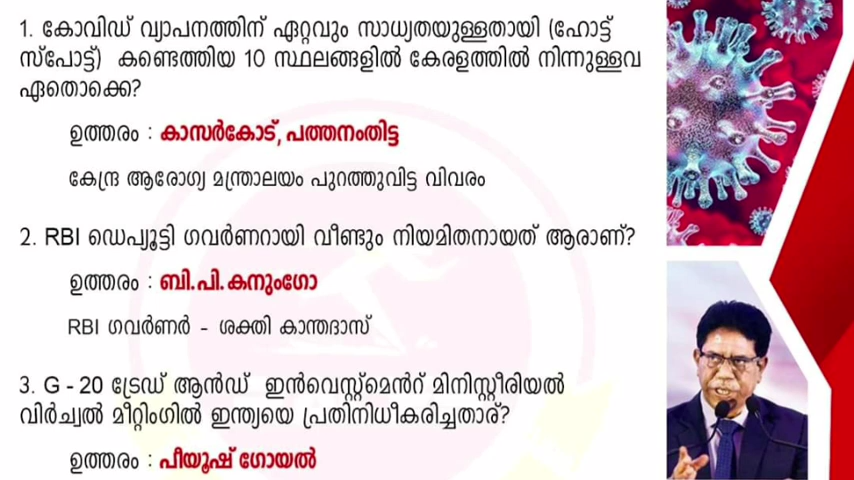 1. കോവിഡ് വ്യാപനത്തിന് ഏറ്റവും സാധ്യതയുള്ളതായി (ഹോട്ട്
സ്പോട്ട്) കണ്ടെത്തിയ 10 സ്ഥലങ്ങളിൽ കേരളത്തിൽ നിന്നുള്ളവ
ഏതൊക്കെ?
ഉത്തരം : കാസർകോട്, പത്തനംതിട്ട
കേന്ദ്ര ആരോഗ്യ മന്ത്രാലയം പുറത്തുവിട്ട വിവരം
2. RBI ഡെപ്യൂട്ടി ഗവർണറായി വീണ്ടും നിയമിതനായത് ആരാണ്?
ഉത്തരം : ബി.പി.കനുംഗോ
RBI ഗവർണർ - ശക്തി കാന്തദാസ്
3. G - 20 ട്രേഡ് ആൻഡ് ഇൻവെസ്റ്റ്മെൻറ് മിനിസ്റ്റീരിയൽ
വിർച്വൽ മീറ്റിംഗിൽ ഇന്ത്യയെ പ്രതിനിധീകരിച്ചതാര്?
ഉത്തരം : പീയൂഷ് ഗോയൽ